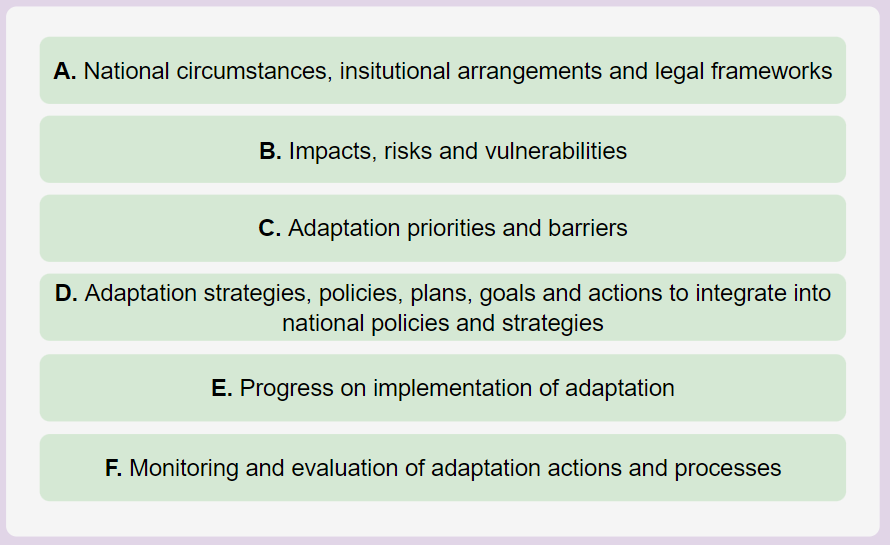 A. National circumstances, insitutional arrangements and legal frameworks
B. Impacts, risks and vulnerabilities
C. Adaptation priorities and barriers
D. Adaptation strategies, policies, plans, goals and actions to integrate into
national policies and strategies
E. Progress on implementation of adaptation
F. Monitoring and evaluation of adaptation actions and processes